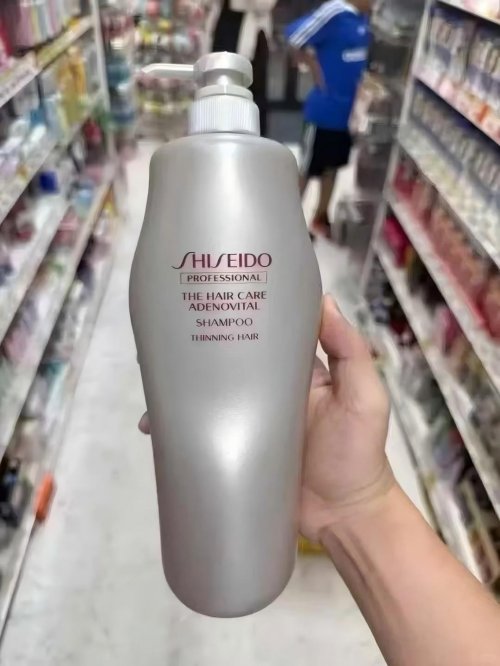 SHISEIDO
PROFESSIONAL
THE HAIR CARE
ADENOVITAL
SHAMPOO
THINNING HAIR